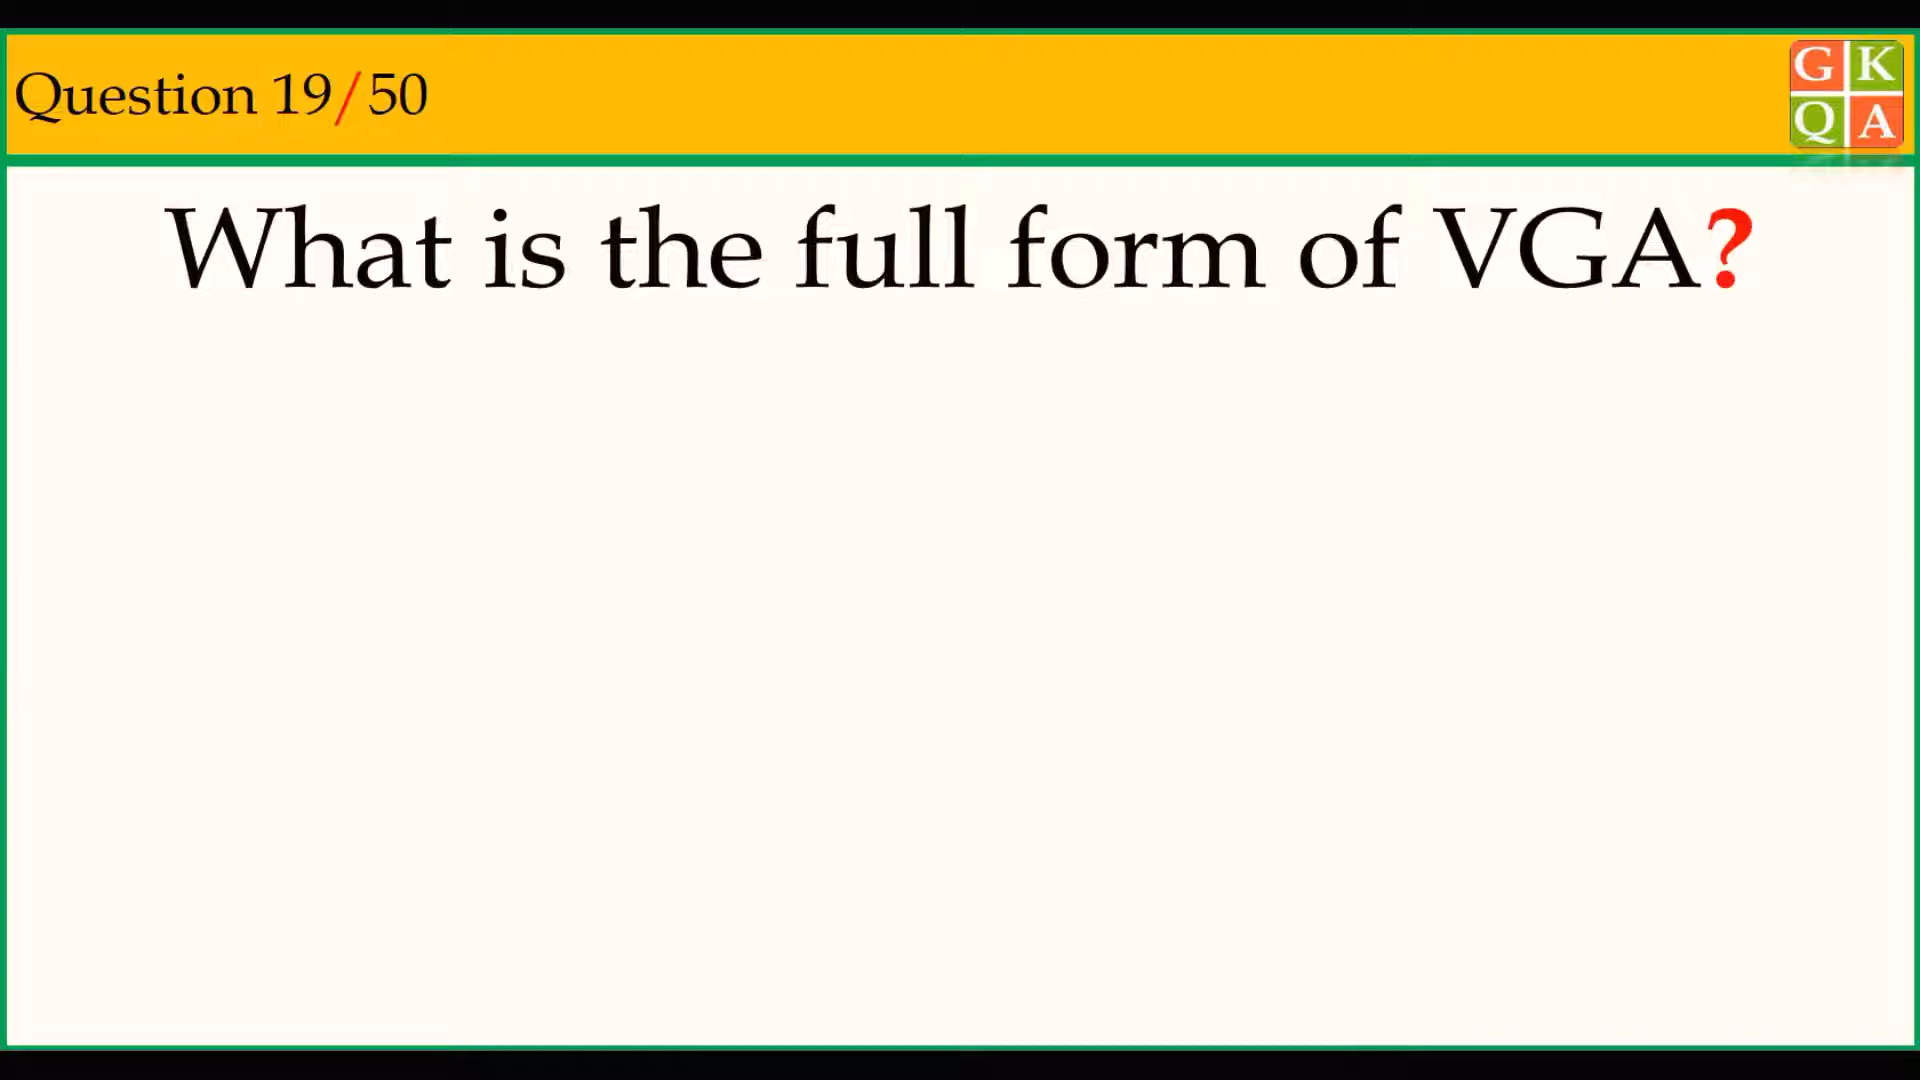 Question 19/50
G K
Q A
What is the full form of VGA?